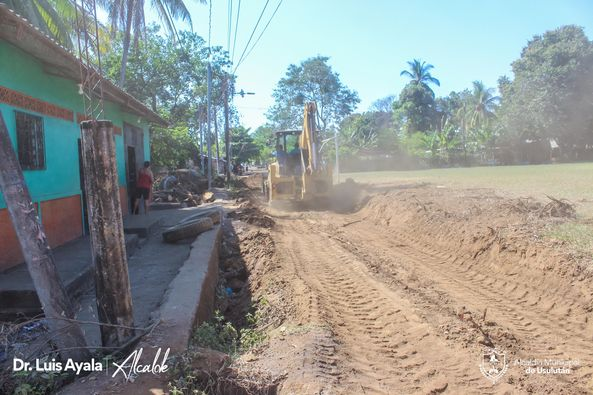 Dr. Luis Ayala
Alcalde
Alcaldía Municipal
de Usulután